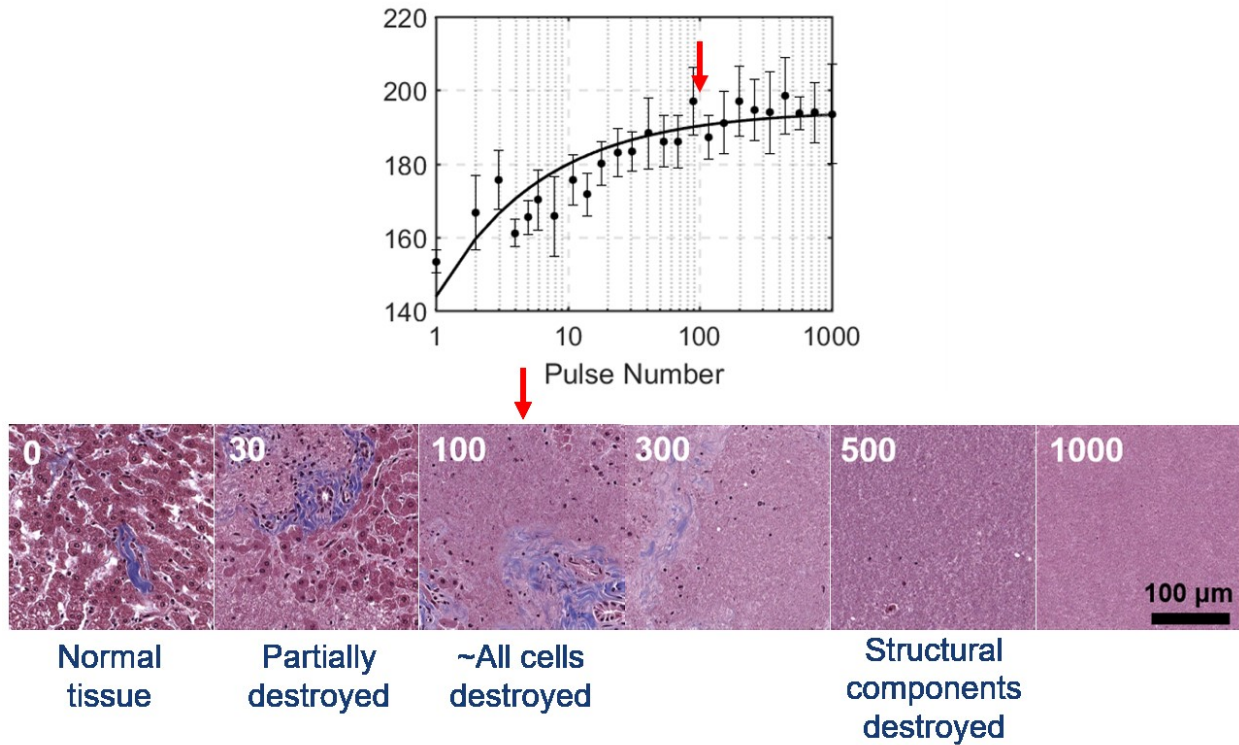 220
200
180
160
140
1 10 100 1000
Pulse Number
0 30 100 300 500 1000
100 µm
Normal
tissue
Partially
destroyed
~All cells
destroyed
Structural
components
destroyed